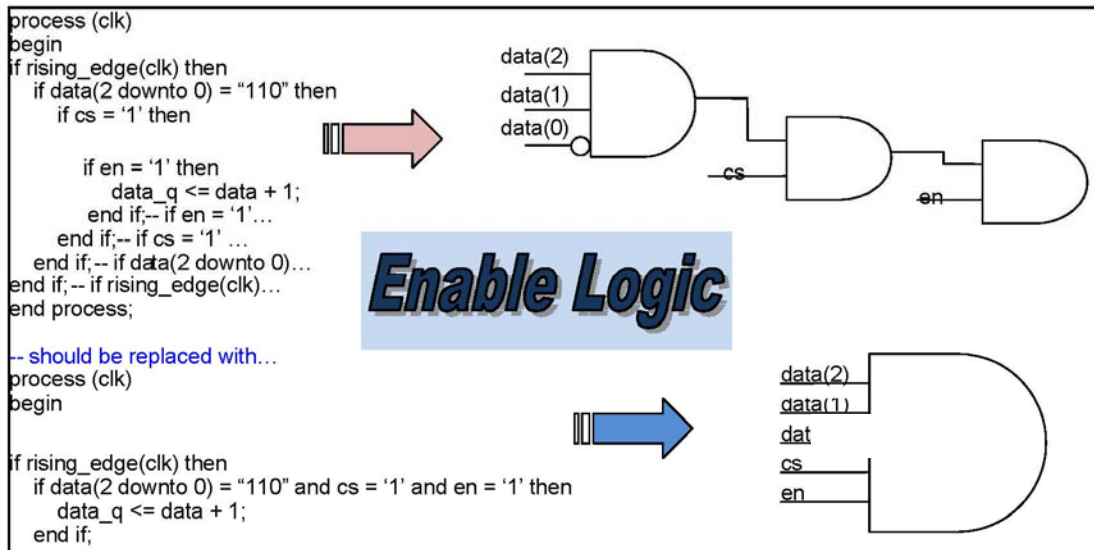 process (clk)
begin
if rising_edge(clk) then
if data(2 downto 0) = “110” then
if cs = ‘1’ then
if en = ‘1’ then
data_q <= data + 1;
end if;-- if en = ‘1’…
end if;-- if cs = ‘1’ …
end if;-- if data(2 downto 0)…
end if;-- if rising_edge(clk)…
end process;
-- should be replaced with…
process (clk)
begin
if rising_edge(clk) then
if data(2 downto 0) = “110” and cs = ‘1’ and en = ‘1’ then
data_q <= data + 1;
end if;
data(2)
data(1)
data(0)
cs
en
Enable Logic
data(2)
data(1)
dat
cs
en